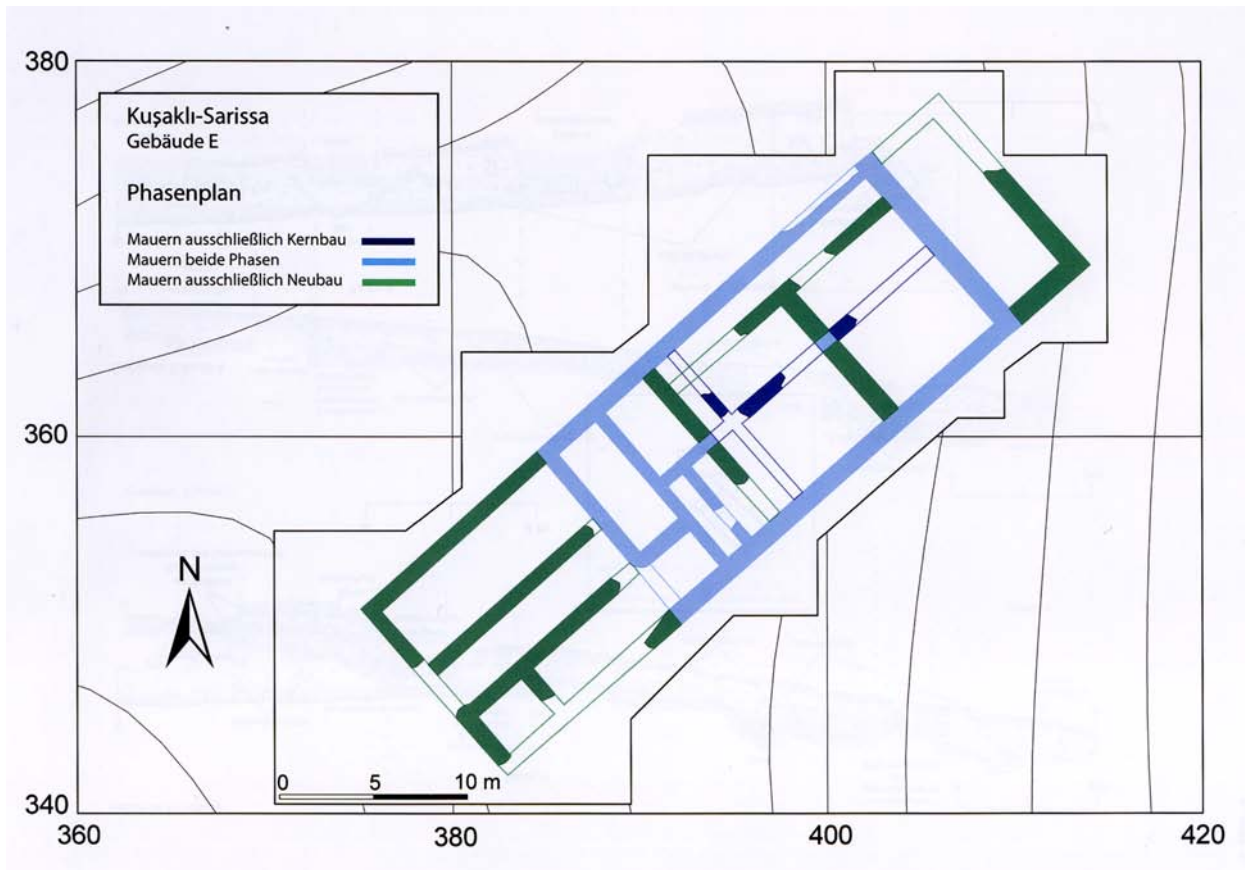 380
Kuşaklı-Sarissa
Gebäude E
Phasenplan
Mauern ausschließlich Kernbau
Mauern beide Phasen
Mauern ausschließlich Neubau
360
N
0 5 10 m
340
360 380 400 420